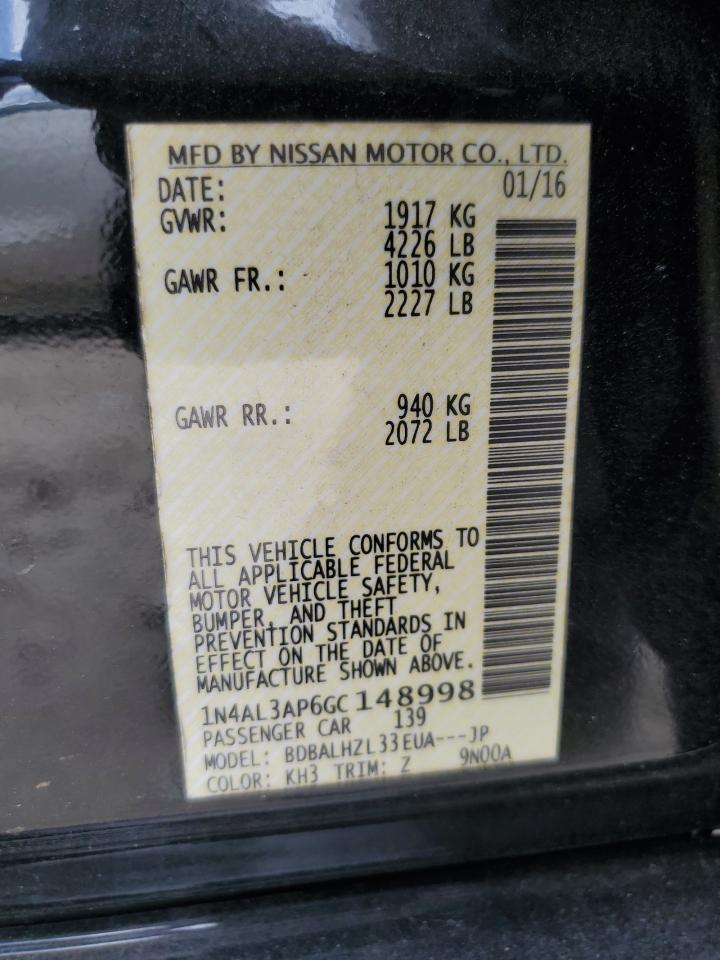 MFD BY NISSAN MOTOR CO., LTD.
DATE: 01/16
GVWR: 1917 KG
4226 LB
GAWR FR.: 1010 KG
2227 LB
GAWR RR.: 940 KG
2072 LB
THIS VEHICLE CONFORMS TO
ALL APPLICABLE FEDERAL
MOTOR VEHICLE SAFETY,
BUMPER, AND THEFT
PREVENTION STANDARDS IN
EFFECT ON THE DATE OF
MANUFACTURE SHOWN ABOVE.
1N4AL3AP6GC148998
PASSENGER CAR 139
MODEL: BDBALHZL33EUA---JP
COLOR: KH3 TRIM: Z 9N00A